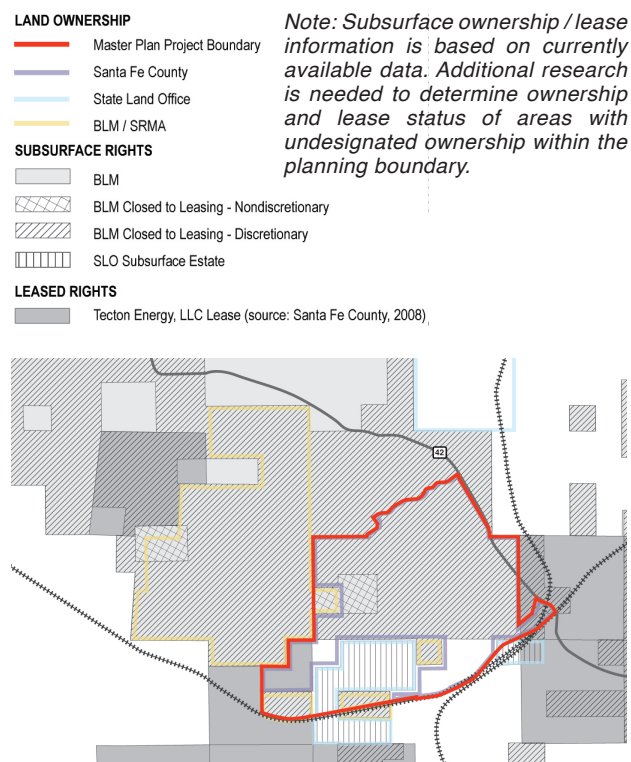 LAND OWNERSHIP
Master Plan Project Boundary
Santa Fe County
State Land Office
BLM / SRMA
SUBSURFACE RIGHTS
BLM
BLM Closed to Leasing - Nondiscretionary
BLM Closed to Leasing - Discretionary
SLO Subsurface Estate
LEASED RIGHTS
Tecton Energy, LLC Lease (source: Santa Fe County, 2008)
Note: Subsurface ownership / lease
information is based on currently
available data. Additional research
is needed to determine ownership
and lease status of areas with
undesignated ownership within the
planning boundary.
42